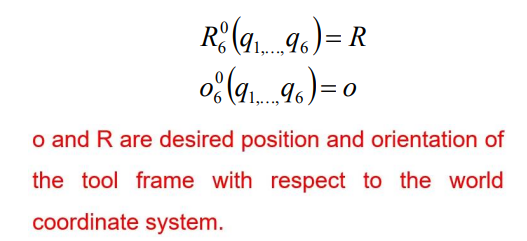 R₆⁰(q₁,...,q₆)= R
o₆⁰(q₁,...,q₆)= o
o and R are desired position and orientation of
the tool frame with respect to the world
coordinate system.